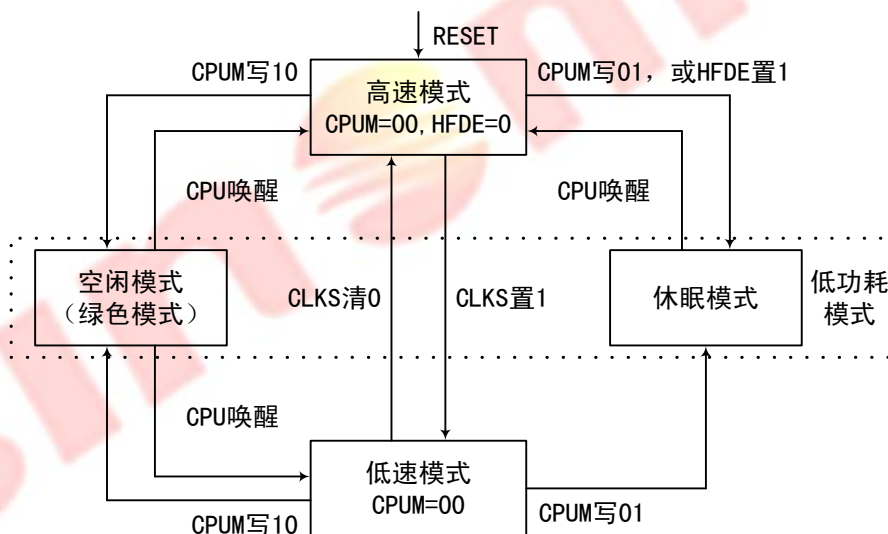 RESET
CPUM写10
CPUM写01, 或HFDE置1
高速模式
CPUM=00,HFDE=0
CPU唤醒
CPU唤醒
空闲模式
（绿色模式）
CLKS清0
CLKS置1
休眠模式
低功耗
模式
CPU唤醒
低速模式
CPUM=00
CPUM写10
CPUM写01